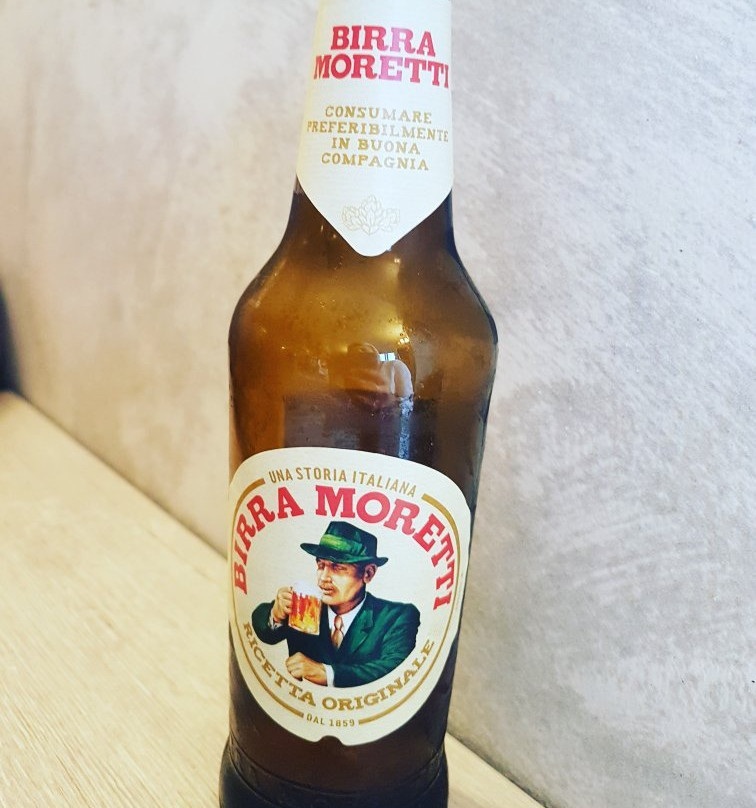 BIRRA
MORETTI
CONSUMARE
PREFERIBILMENTE
IN BUONA
COMPAGNIA
UNA STORIA ITALIANA
BIRRA MORETTI
RICETTA ORIGINALE
DAL 1859